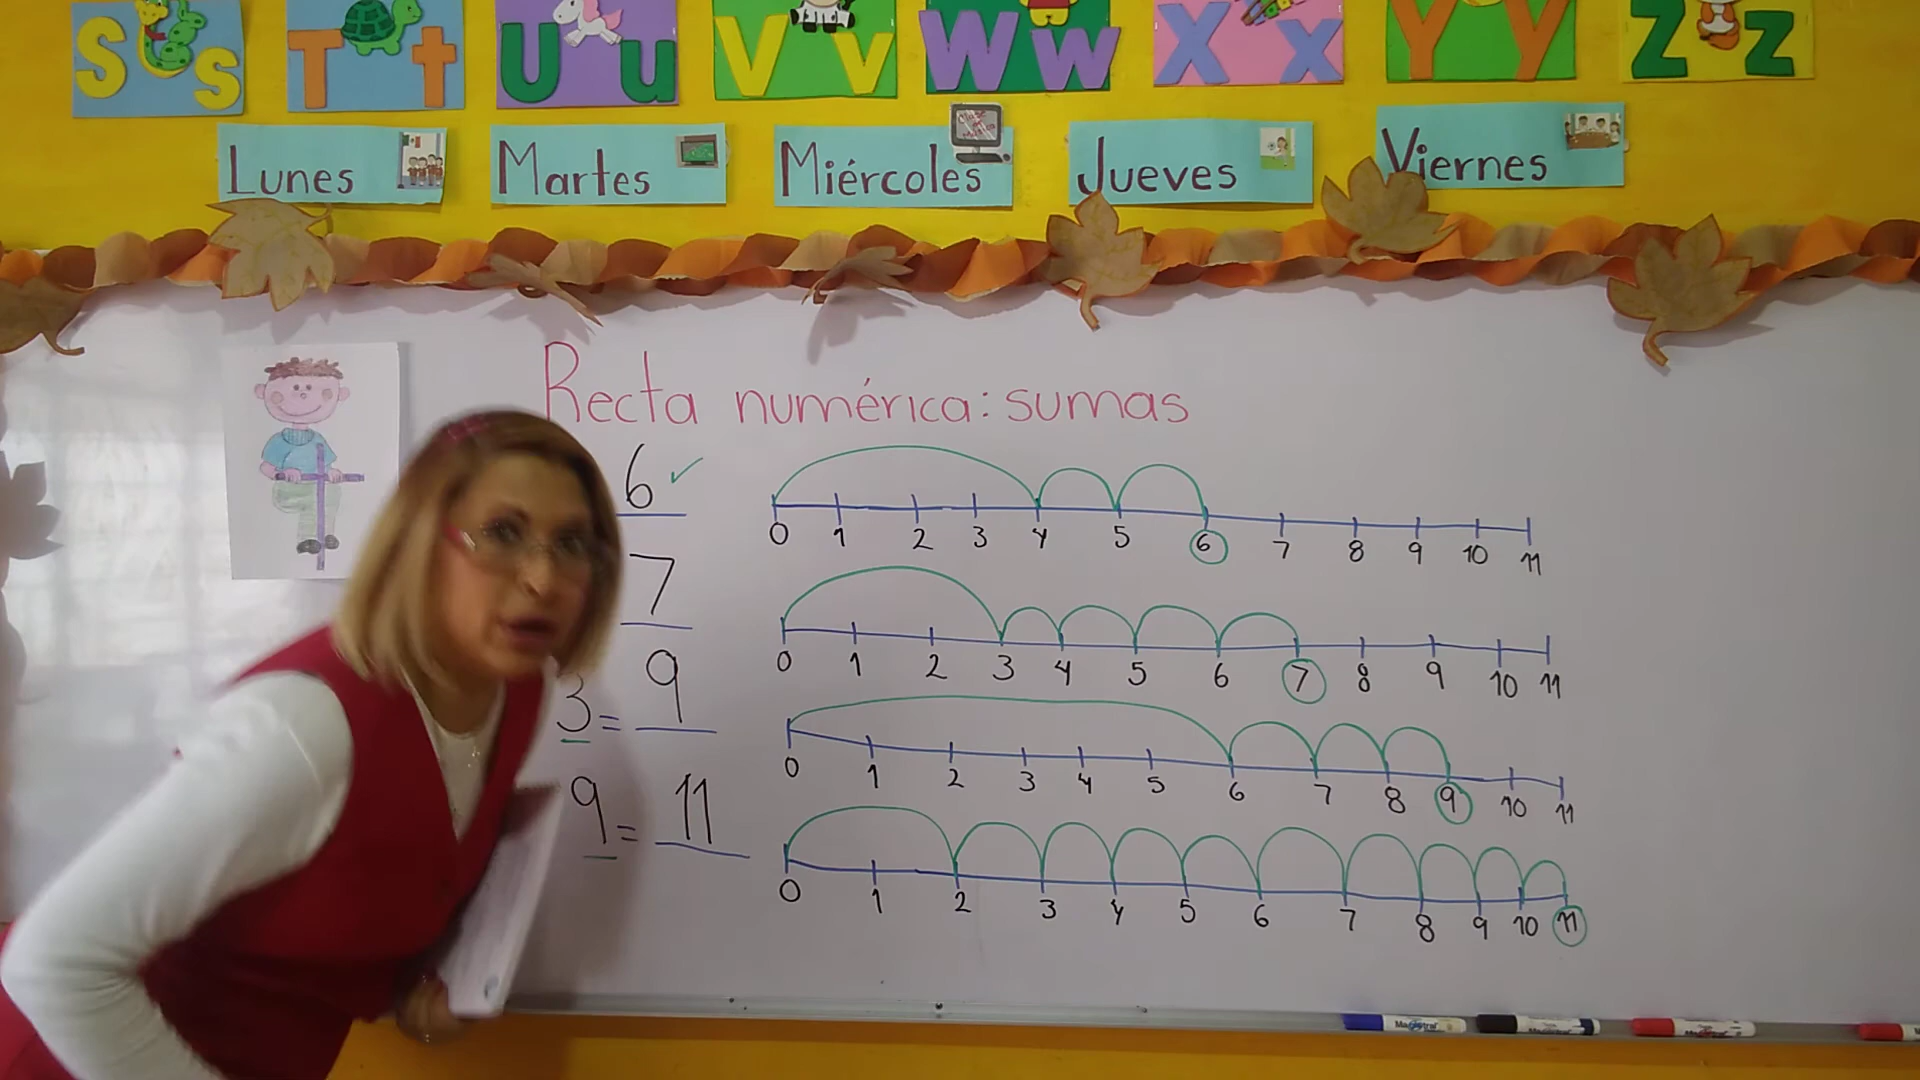 S s T t U u V v W w X x Y y Z z
Lunes Martes Miércoles Jueves Viernes
Recta numérica: sumas
6 ✓
0 1 2 3 4 5 6 7 8 9 10 11
7
0 1 2 3 4 5 6 7 8 9 10 11
3 = 9
0 1 2 3 4 5 6 7 8 9 10 11
9 = 11
0 1 2 3 4 5 6 7 8 9 10 11
Magistral Magistral